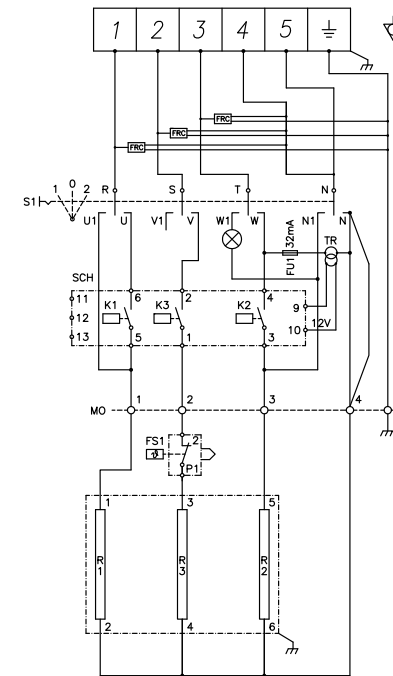 1 2 3 4 5
FRC
FRC
FRC
1 0 2 R S T N
S1
U1 U V1 V W1 W N1 N
32mA
FU1
TR
SCH
11 6 2 4
9
K1 K3 K2
12
10 12V
13 5 1 3
1 2 3 4
MO
FS1 2
P1
1 3 5
R1 R3 R2
2 4 6